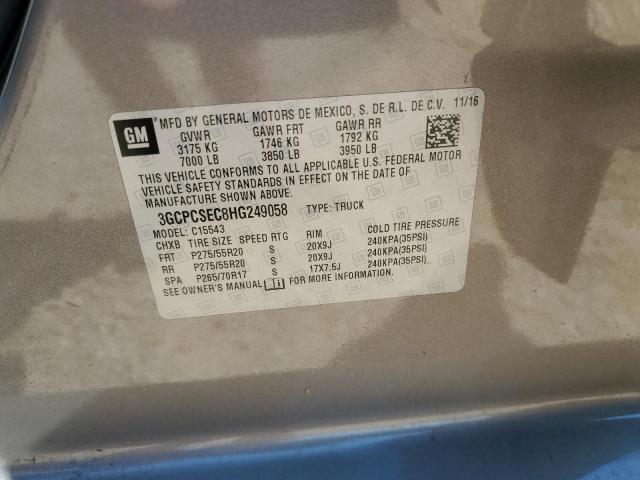 MFD BY GENERAL MOTORS DE MEXICO, S. DE R.L. DE C.V. 11/16
GM
GVWR GAWR FRT GAWR RR
3175 KG 1746 KG 1792 KG
7000 LB 3850 LB 3950 LB
THIS VEHICLE CONFORMS TO ALL APPLICABLE U.S. FEDERAL MOTOR
VEHICLE SAFETY STANDARDS IN EFFECT ON THE DATE OF
MANUFACTURE SHOWN ABOVE.
3GCPCSEC8HG249058 TYPE: TRUCK
MODEL: C15543
CHXB TIRE SIZE SPEED RTG RIM COLD TIRE PRESSURE
FRT P275/55R20 S 20X9J 240KPA(35PSI)
RR P275/55R20 S 20X9J 240KPA(35PSI)
SPA P265/70R17 S 17X7.5J 240KPA(35PSI)
SEE OWNER'S MANUAL FOR MORE INFORMATION.